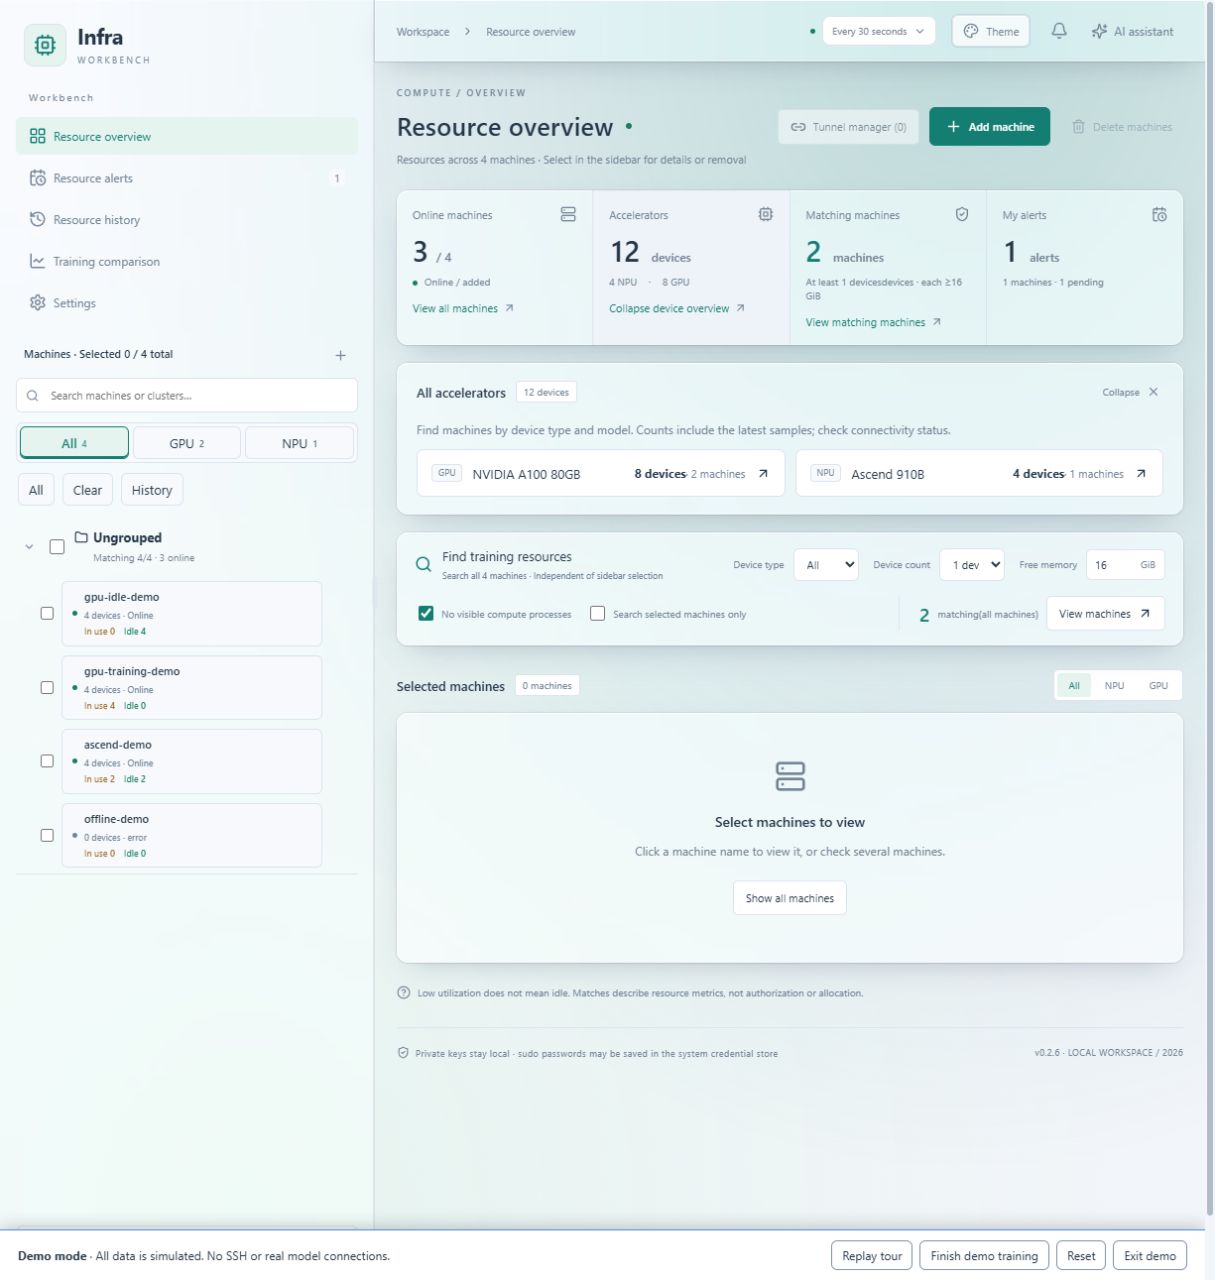 Infra
WORKBENCH
Workbench
Resource overview
Resource alerts 1
Resource history
Training comparison
Settings
Machines · Selected 0 / 4 total
Search machines or clusters...
All 4 GPU 2 NPU 1
All Clear History
Ungrouped
Matching 4/4 · 3 online
gpu-idle-demo
4 devices · Online
In use 0 Idle 4
gpu-training-demo
4 devices · Online
In use 4 Idle 0
ascend-demo
4 devices · Online
In use 2 Idle 2
offline-demo
0 devices · error
In use 0 Idle 0
Workspace Resource overview
Every 30 seconds Theme AI assistant
COMPUTE / OVERVIEW
Resource overview
Tunnel manager (0) Add machine Delete machines
Resources across 4 machines · Select in the sidebar for details or removal
Online machines
3 / 4
Online / added
View all machines
Accelerators
12 devices
4 NPU · 8 GPU
Collapse device overview
Matching machines
2 machines
At least 1 devicesdevices · each ≥16
GiB
View matching machines
My alerts
1 alerts
1 machines · 1 pending
All accelerators 12 devices Collapse
Find machines by device type and model. Counts include the latest samples; check connectivity status.
GPU NVIDIA A100 80GB 8 devices · 2 machines
NPU Ascend 910B 4 devices · 1 machines
Find training resources
Search all 4 machines · Independent of sidebar selection
Device type All Device count 1 dev Free memory 16 GiB
No visible compute processes Search selected machines only
2 matching(all machines) View machines
Selected machines 0 machines
All NPU GPU
Select machines to view
Click a machine name to view it, or check several machines.
Show all machines
Low utilization does not mean idle. Matches describe resource metrics, not authorization or allocation.
Private keys stay local · sudo passwords may be saved in the system credential store
v0.2.6 · LOCAL WORKSPACE / 2026
Demo mode · All data is simulated. No SSH or real model connections.
Replay tour Finish demo training Reset Exit demo